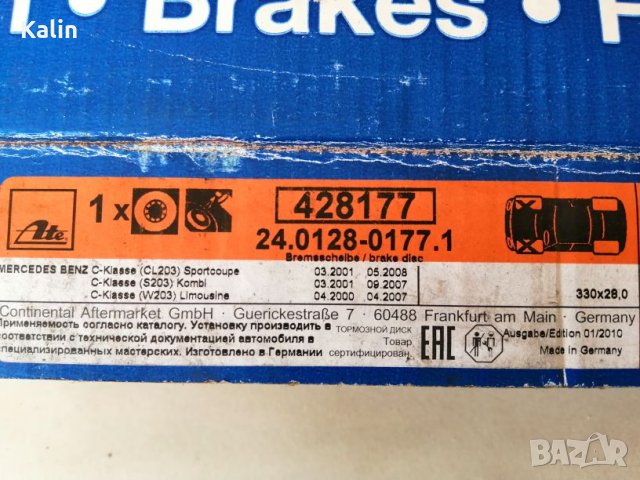 Kalin
· Brakes ·
Ate
1 x
428177
24.0128-0177.1
Bremsscheibe / brake disc
MERCEDES BENZ C-Klasse (CL203) Sportcoupe 03.2001 05.2008
C-Klasse (S203) Kombi 03.2001 09.2007
C-Klasse (W203) Limousine 04.2000 04.2007
330x28,0
Continental Aftermarket GmbH · Guerickestraße 7 · 60488 Frankfurt am Main · Germany
Применяемость согласно каталогу. Установку производить в
соответствии с технической документацией автомобиля в
специализированных мастерских. Изготовлено в Германии
тормозной диск
Товар
сертифицирован.
EAC
Ausgabe/Edition 01/2010
Made in Germany
BAZAR
bg